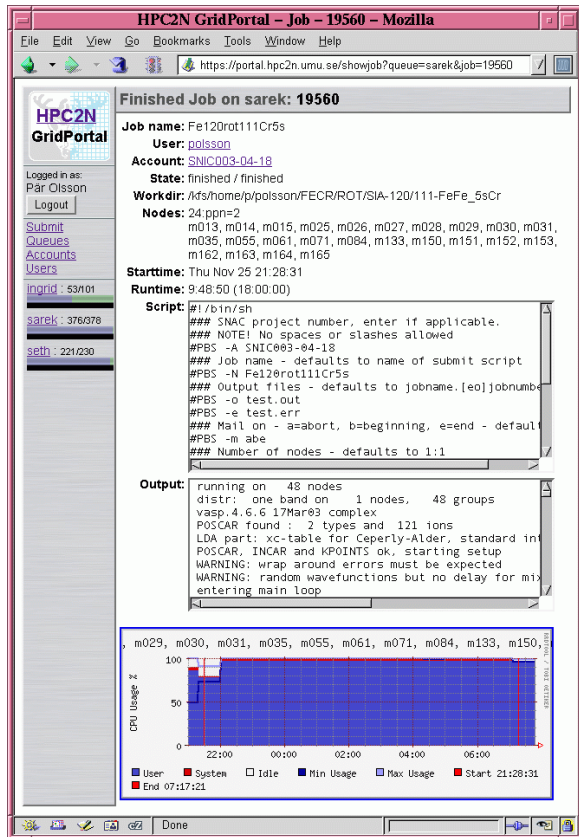 HPC2N GridPortal – Job – 19560 – Mozilla
File Edit View Go Bookmarks Tools Window Help
https://portal.hpc2n.umu.se/showjob?queue=sarek&job=19560
HPC2N
GridPortal
Logged in as:
Pär Olsson
Logout
Submit
Queues
Accounts
Users
ingrid : 53/101
sarek : 376/378
seth : 221/230
Finished Job on sarek: 19560
Job name: Fe120rot111Cr5s
User: polsson
Account: SNIC003-04-18
State: finished / finished
Workdir: /kfs/home/p/polsson/FECR/ROT/SIA-120/111-FeFe_5sCr
Nodes: 24:ppn=2
m013, m014, m015, m025, m026, m027, m028, m029, m030, m031,
m035, m055, m061, m071, m084, m133, m150, m151, m152, m153,
m162, m163, m164, m165
Starttime: Thu Nov 25 21:28:31
Runtime: 9:48:50 (18:00:00)
Script: #!/bin/sh
### SNAC project number, enter if applicable.
### NOTE! No spaces or slashes allowed
#PBS -A SNIC003-04-18
### Job name - defaults to name of submit script
#PBS -N Fe120rot111Cr5s
### Output files - defaults to jobname.[eo]jobnumbe
#PBS -o test.out
#PBS -e test.err
### Mail on - a=abort, b=beginning, e=end - default
#PBS -m abe
### Number of nodes - defaults to 1:1
Output: running on 48 nodes
distr: one band on 1 nodes, 48 groups
vasp.4.6.6 17Mar03 complex
POSCAR found : 2 types and 121 ions
LDA part: xc-table for Ceperly-Alder, standard int
POSCAR, INCAR and KPOINTS ok, starting setup
WARNING: wrap around errors must be expected
WARNING: random wavefunctions but no delay for mix
entering main loop
, m029, m030, m031, m035, m055, m061, m071, m084, m133, m150,
RRDTOOL / TOBI OETIKER
CPU Usage %
100
50
0
22:00 00:00 02:00 04:00 06:00
User System Idle Min Usage Max Usage Start 21:28:31
End 07:17:21
Done